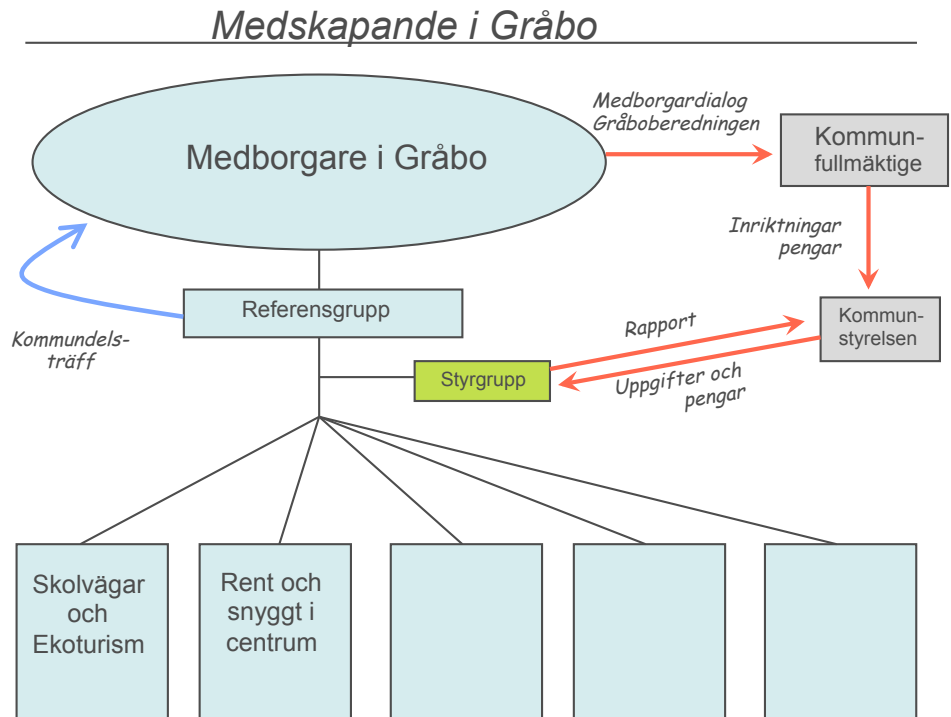 Medskapande i Gråbo
Medborgare i Gråbo
Medborgardialog
Gråboberedningen
Kommun-
fullmäktige
Inriktningar
pengar
Referensgrupp
Kommundels-
träff
Kommun-
styrelsen
Rapport
Styrgrupp
Uppgifter och
pengar
Skolvägar
och
Ekoturism
Rent och
snyggt i
centrum